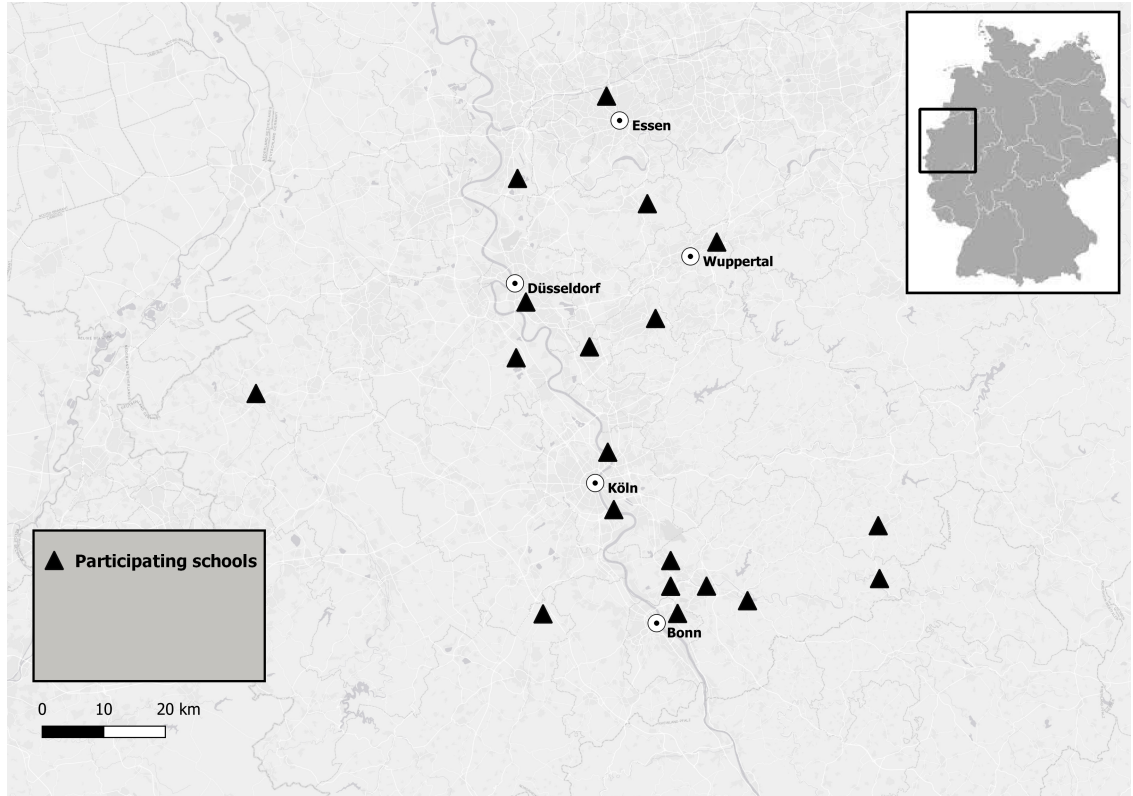 Essen
Wuppertal
Düsseldorf
Köln
Participating schools
Bonn
0 10 20 km